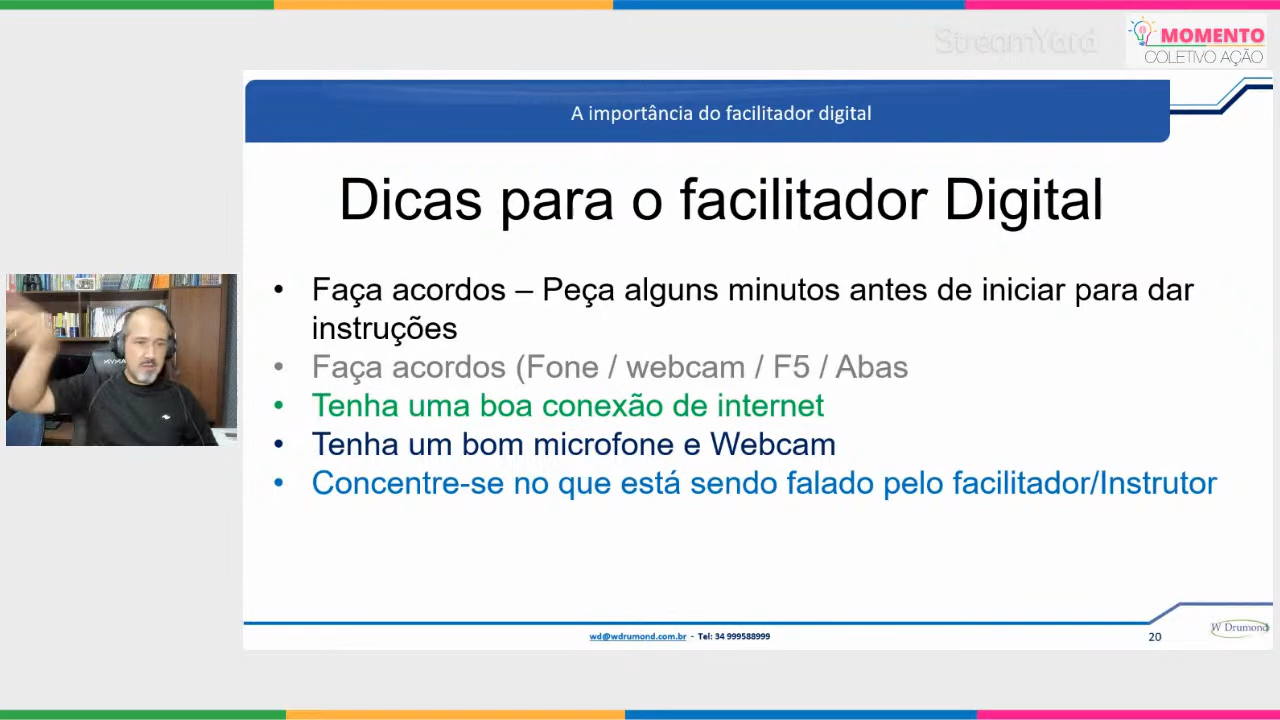 StreamYard
MOMENTO
COLETIVO AÇÃO
A importância do facilitador digital
Dicas para o facilitador Digital
• Faça acordos – Peça alguns minutos antes de iniciar para dar
instruções
• Faça acordos (Fone / webcam / F5 / Abas
• Tenha uma boa conexão de internet
• Tenha um bom microfone e Webcam
• Concentre-se no que está sendo falado pelo facilitador/Instrutor
wd@wdrumond.com.br - Tel: 34 999588999
20
W Drumond